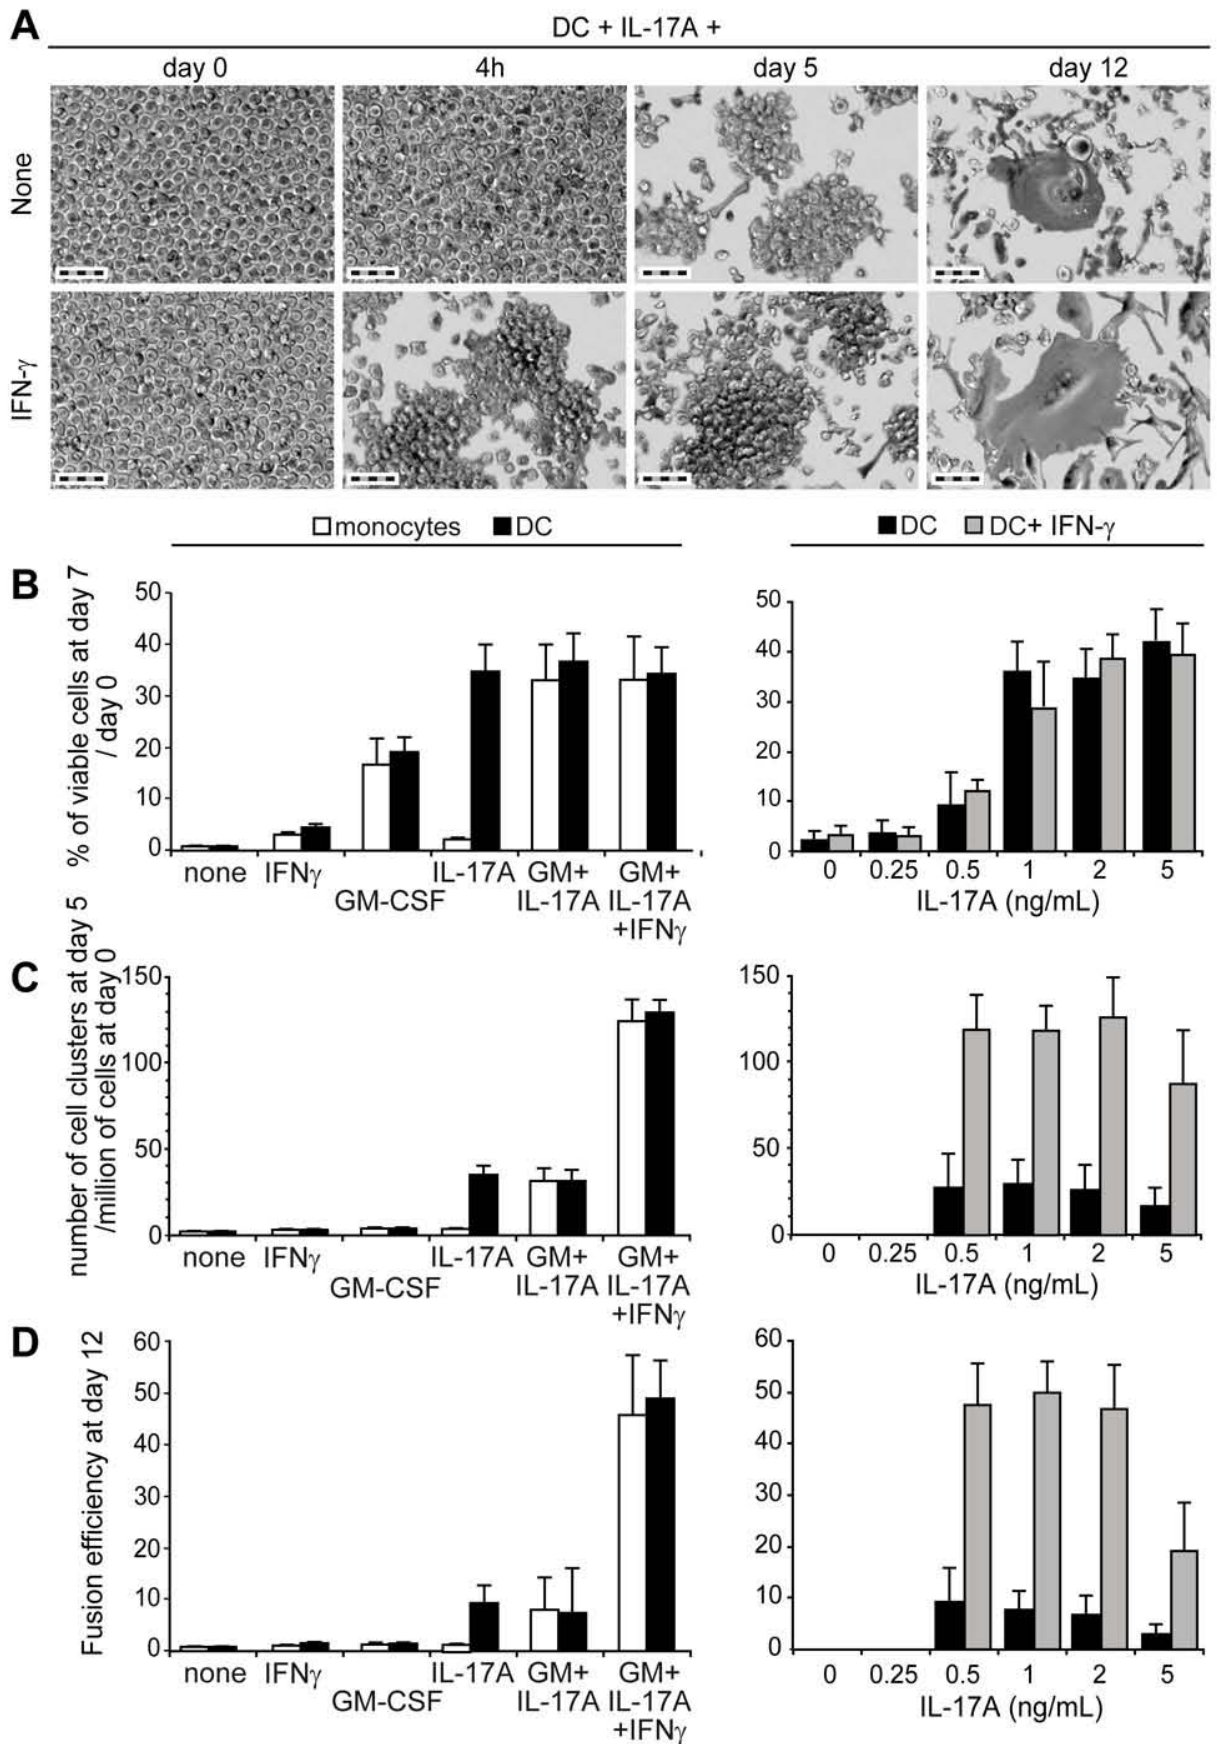 A
DC + IL-17A +
day 0 4h day 5 day 12
None
IFN-γ
monocytes DC
DC DC+ IFN-γ
B
% of viable cells at day 7
/ day 0
50
40
30
20
10
0
none IFNγ IL-17A GM+ GM+
GM-CSF IL-17A IL-17A
+IFNγ
50
40
30
20
10
0
0 0.25 0.5 1 2 5
IL-17A (ng/mL)
C
number of cell clusters at day 5
/million of cells at day 0
150
100
50
0
none IFNγ IL-17A GM+ GM+
GM-CSF IL-17A IL-17A
+IFNγ
150
100
50
0
0 0.25 0.5 1 2 5
IL-17A (ng/mL)
D
Fusion efficiency at day 12
60
50
40
30
20
10
0
none IFNγ IL-17A GM+ GM+
GM-CSF IL-17A IL-17A
+IFNγ
60
50
40
30
20
10
0
0 0.25 0.5 1 2 5
IL-17A (ng/mL)